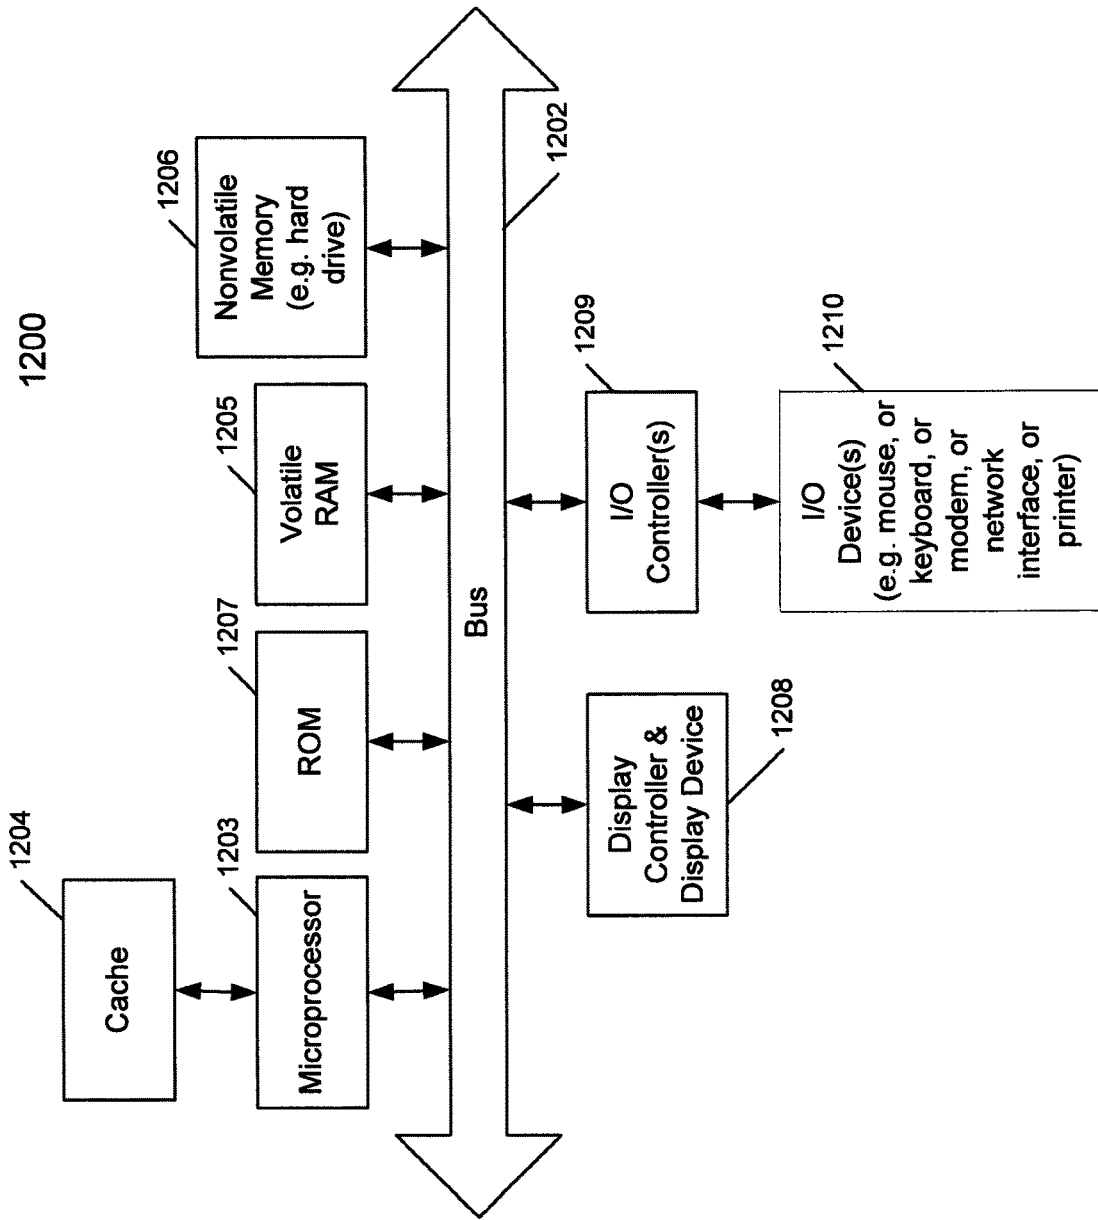 1200
1204
Cache
1203
Microprocessor
1207
ROM
1205
Volatile
RAM
1206
Nonvolatile
Memory
(e.g. hard
drive)
Bus
1202
Display
Controller &
Display Device
1208
I/O
Controller(s)
1209
I/O
Device(s)
(e.g. mouse, or
keyboard, or
modem, or
network
interface, or
printer)
1210